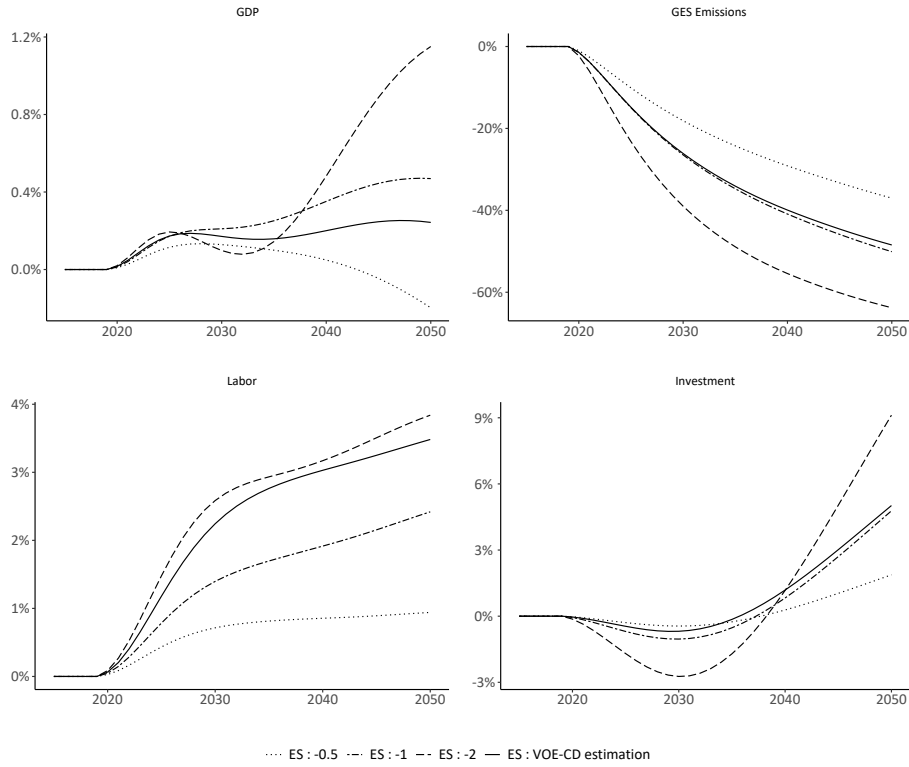 GDP
GES Emissions
1.2%
0.8%
0.4%
0.0%
2020 2030 2040 2050
0%
-20%
-40%
-60%
2020 2030 2040 2050
Labor
Investment
4%
3%
2%
1%
0%
2020 2030 2040 2050
9%
6%
3%
0%
-3%
2020 2030 2040 2050
ES : -0.5 ES : -1 ES : -2 ES : VOE-CD estimation